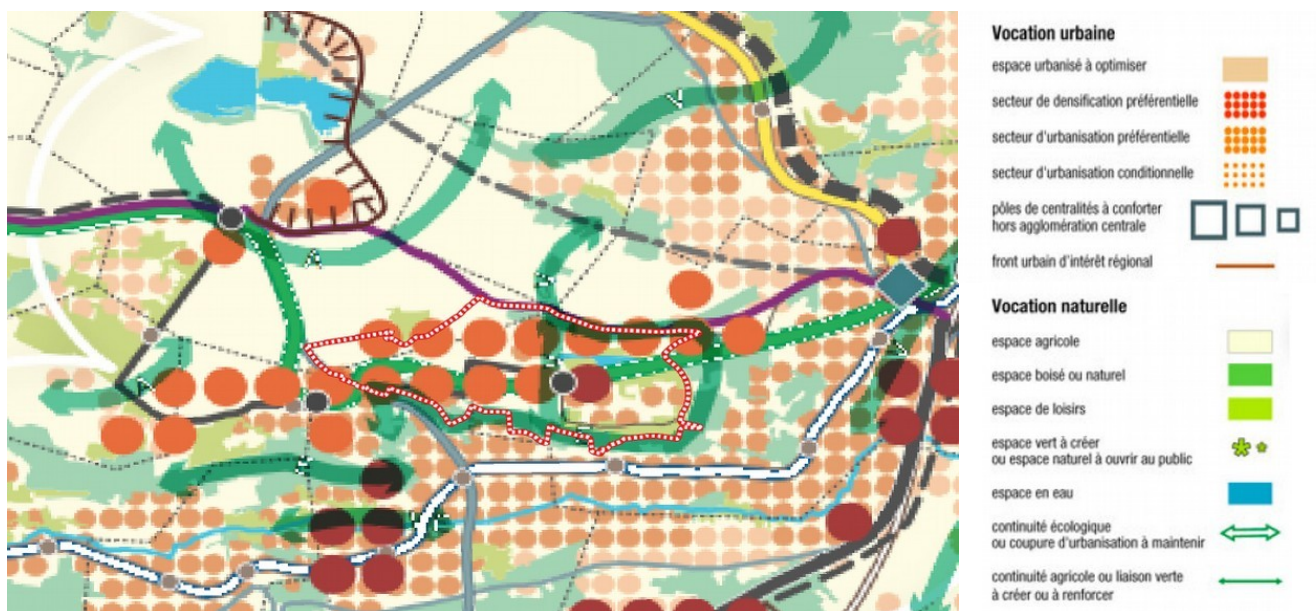 Vocation urbaine
espace urbanisé à optimiser
secteur de densification préférentielle
secteur d'urbanisation préférentielle
secteur d'urbanisation conditionnelle
pôles de centralités à conforter
hors agglomération centrale
front urbain d'intérêt régional
Vocation naturelle
espace agricole
espace boisé ou naturel
espace de loisirs
espace vert à créer
ou espace naturel à ouvrir au public
espace en eau
continuité écologique
ou coupure d'urbanisation à maintenir
continuité agricole ou liaison verte
à créer ou à renforcer